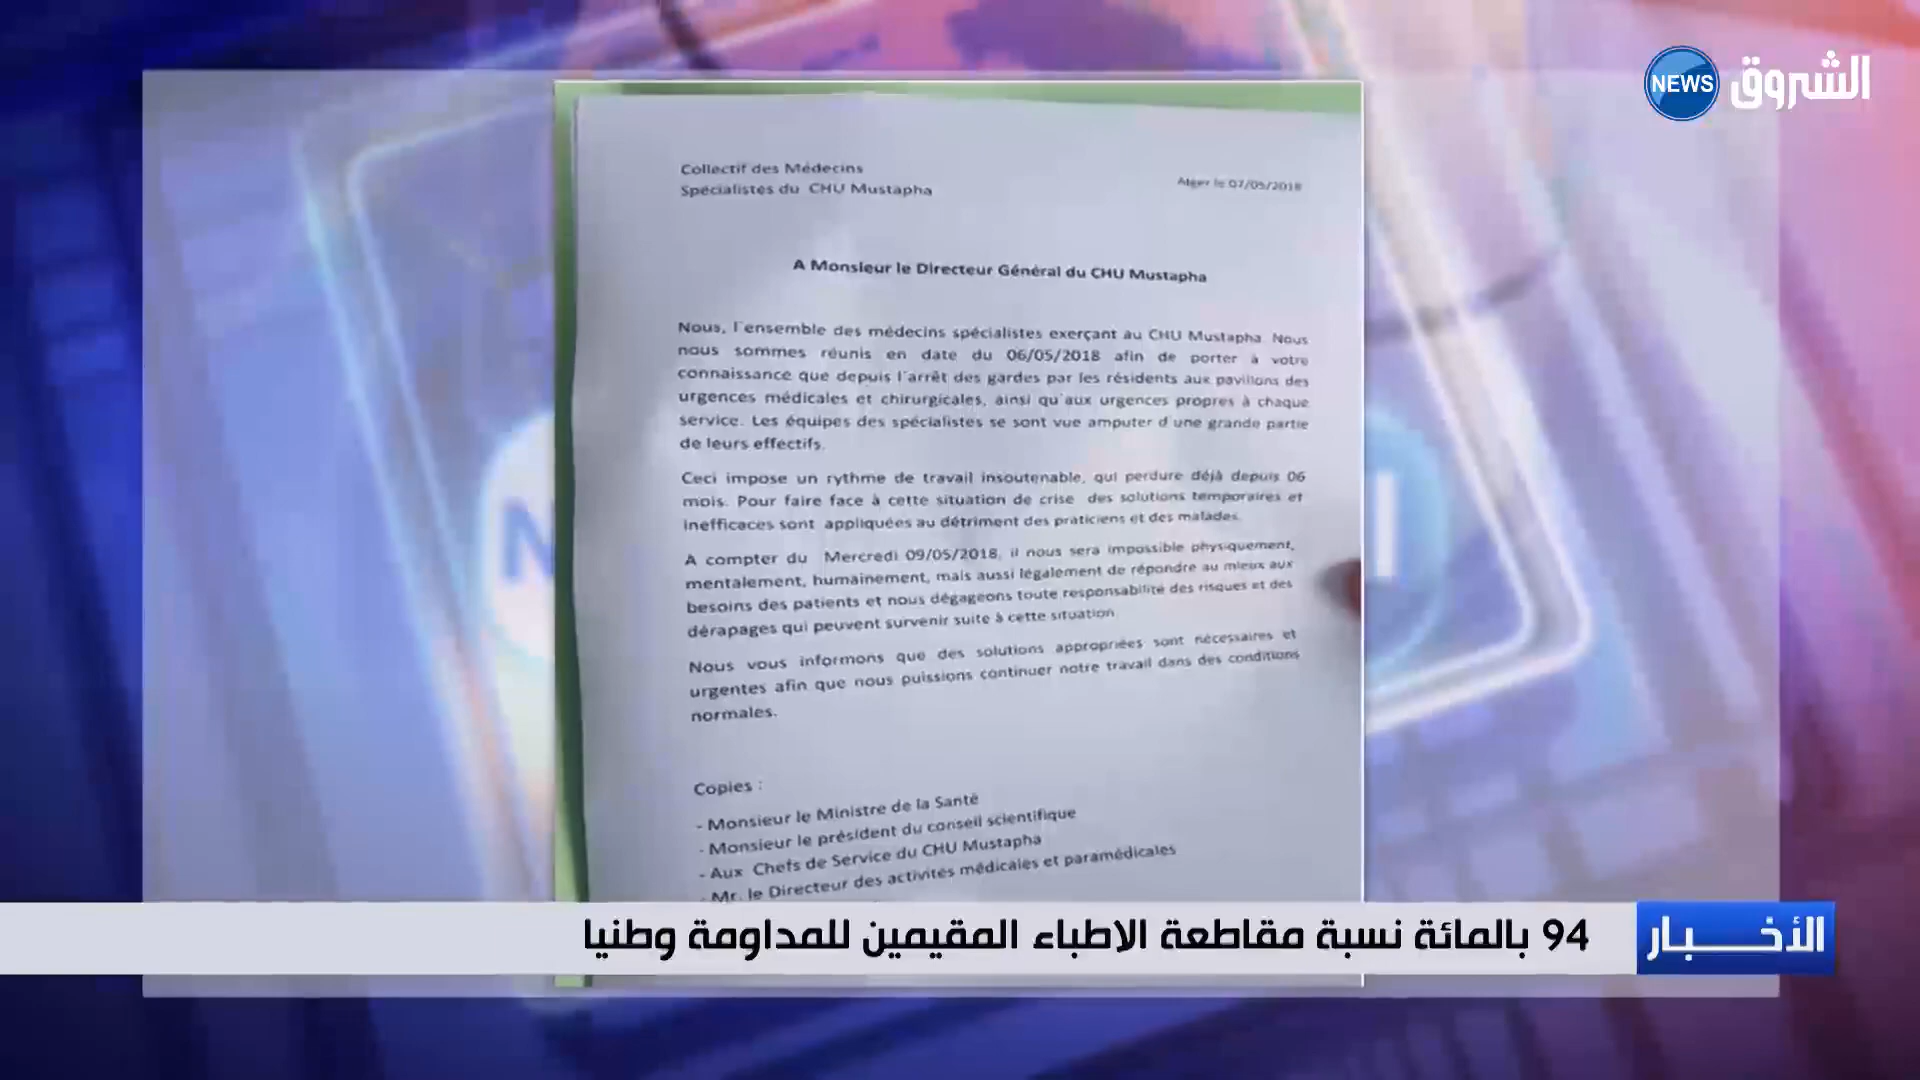 NEWS الشروق
Collectif des Médecins
Spécialistes du CHU Mustapha
Alger le 07/05/2018
A Monsieur le Directeur Général du CHU Mustapha
Nous, l'ensemble des médecins spécialistes exerçant au CHU Mustapha. Nous
nous sommes réunis en date du 06/05/2018 afin de porter à votre
connaissance que depuis l'arrêt des gardes par les résidents aux pavillons des
urgences médicales et chirurgicales, ainsi qu'aux urgences propres à chaque
service. Les équipes des spécialistes se sont vue amputer d'une grande partie
de leurs effectifs.
Ceci impose un rythme de travail insoutenable, qui perdure déjà depuis 06
mois. Pour faire face à cette situation de crise des solutions temporaires et
inefficaces sont appliquées au détriment des praticiens et des malades.
A compter du Mercredi 09/05/2018, il nous sera impossible physiquement,
mentalement, humainement, mais aussi légalement de répondre au mieux aux
besoins des patients et nous dégageons toute responsabilité des risques et des
dérapages qui peuvent survenir suite à cette situation.
Nous vous informons que des solutions appropriées sont nécessaires et
urgentes afin que nous puissions continuer notre travail dans des conditions
normales.
Copies :
- Monsieur le Ministre de la Santé
- Monsieur le président du conseil scientifique
- Aux Chefs de Service du CHU Mustapha
- Mr. le Directeur des activités médicales et paramédicales
الأخبار
94 بالمائة نسبة مقاطعة الاطباء المقيمين للمداومة وطنيا